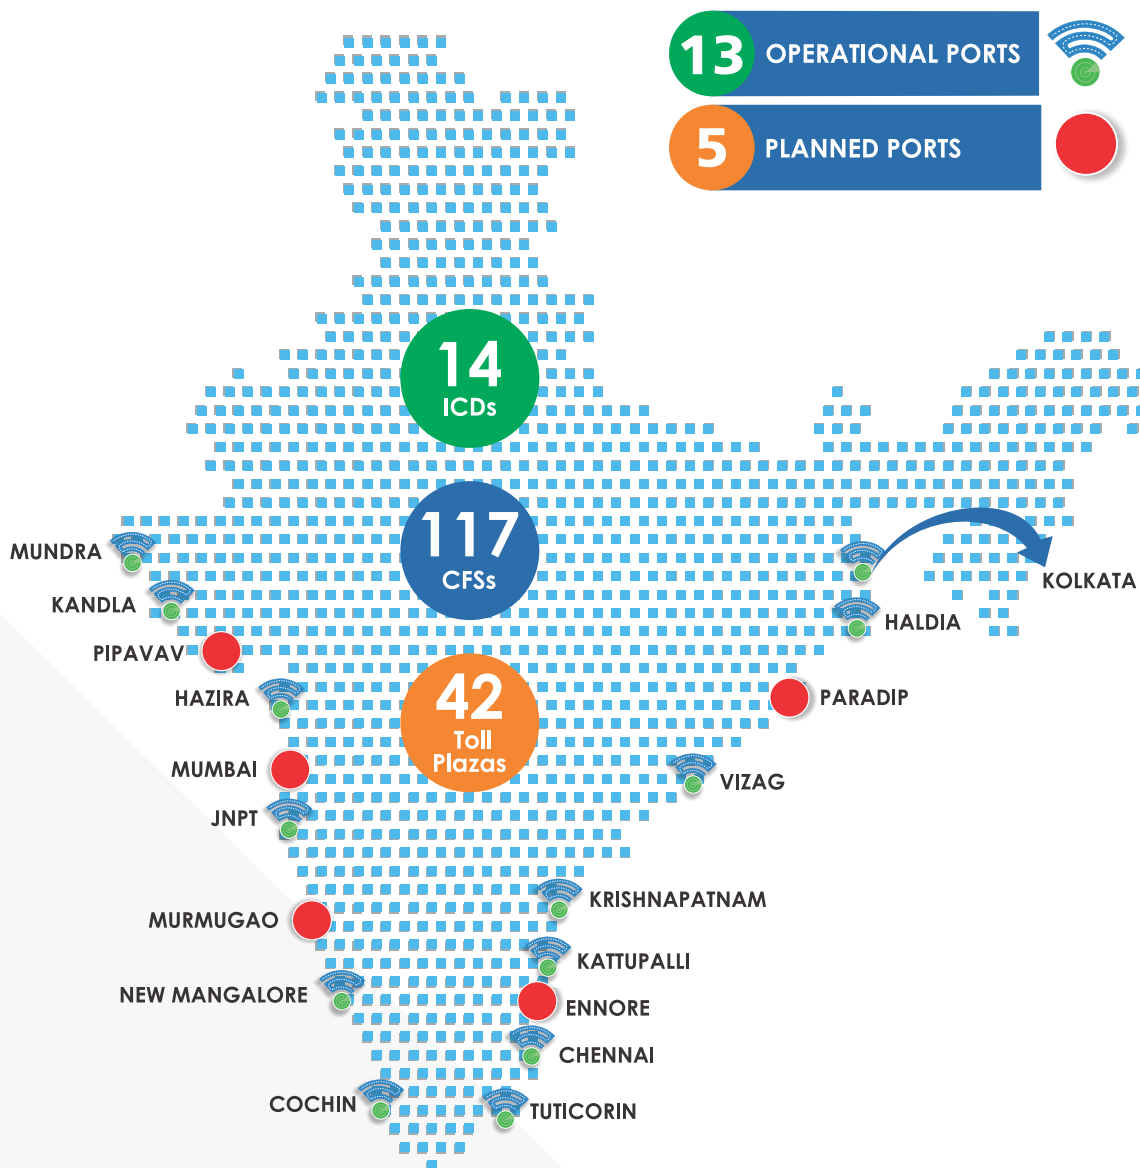 13 OPERATIONAL PORTS
5 PLANNED PORTS
14
ICDs
117
CFSs
42
Toll
Plazas
MUNDRA
KANDLA
PIPAVAV
HAZIRA
MUMBAI
JNPT
MURMUGAO
NEW MANGALORE
COCHIN
KOLKATA
HALDIA
PARADIP
VIZAG
KRISHNAPATNAM
KATTUPALLI
ENNORE
CHENNAI
TUTICORIN